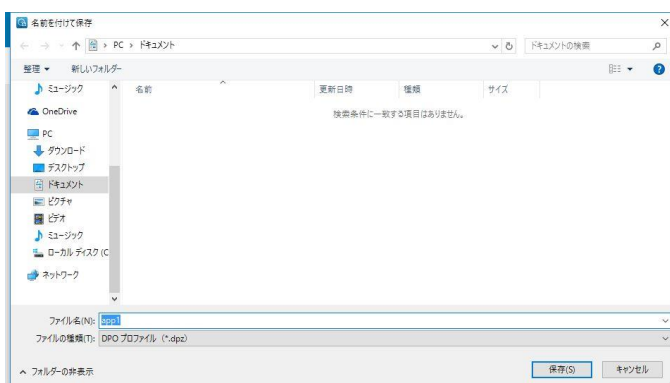 名前を付けて保存
PC > ドキュメント
ドキュメントの検索
整理 新しいフォルダー
名前 更新日時 種類 サイズ
検索条件に一致する項目はありません。
ミュージック
OneDrive
PC
ダウンロード
デスクトップ
ドキュメント
ピクチャ
ビデオ
ミュージック
ローカル ディスク (C
ネットワーク
ファイル名(N): app1
ファイルの種類(T): DPO プロファイル (*.dpz)
フォルダーの非表示
保存(S) キャンセル